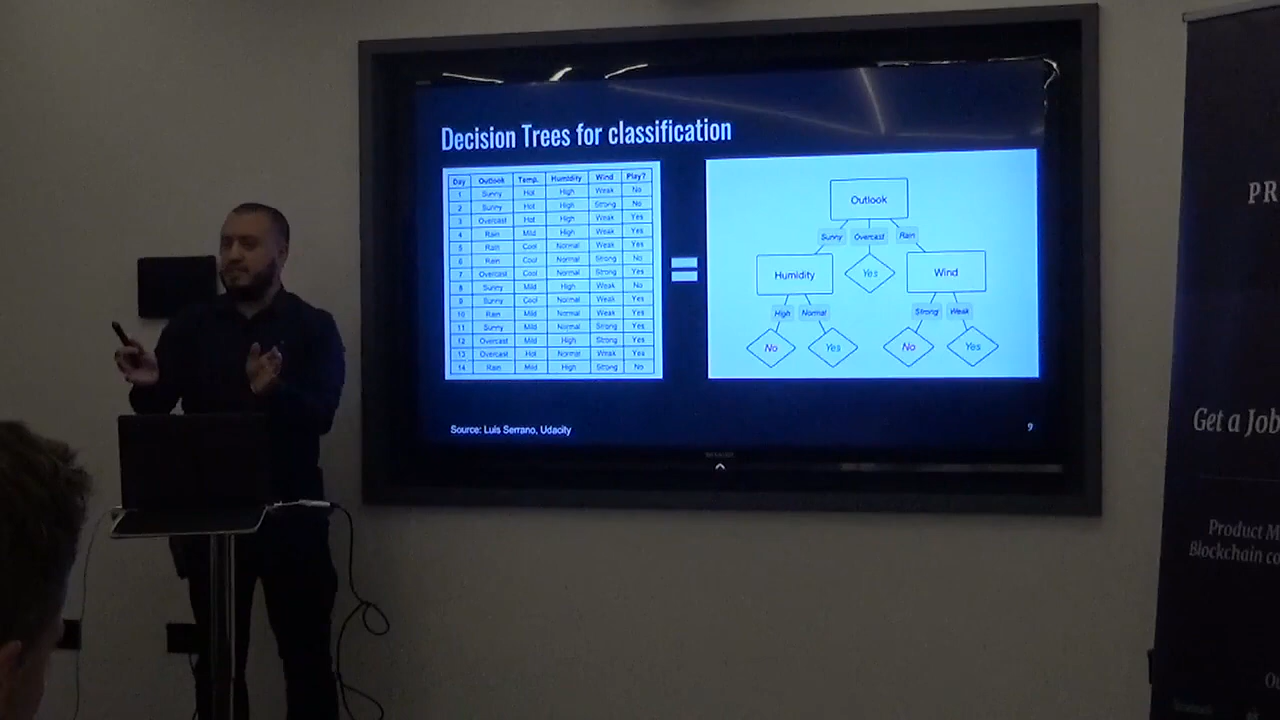 Decision Trees for classification
Day Outlook Temp. Humidity Wind Play?
1 Sunny Hot High Weak No
2 Sunny Hot High Strong No
3 Overcast Hot High Weak Yes
4 Rain Mild High Weak Yes
5 Rain Cool Normal Weak Yes
6 Rain Cool Normal Strong No
7 Overcast Cool Normal Strong Yes
8 Sunny Mild High Weak No
9 Sunny Cool Normal Weak Yes
10 Rain Mild Normal Weak Yes
11 Sunny Mild Normal Strong Yes
12 Overcast Mild High Strong Yes
13 Overcast Hot Normal Weak Yes
14 Rain Mild High Strong No
=
Outlook
Sunny Overcast Rain
Humidity Yes Wind
High Normal Strong Weak
No Yes No Yes
Source: Luis Serrano, Udacity
9
SHARP
PR
Get a Job
Product M
Blockchain co